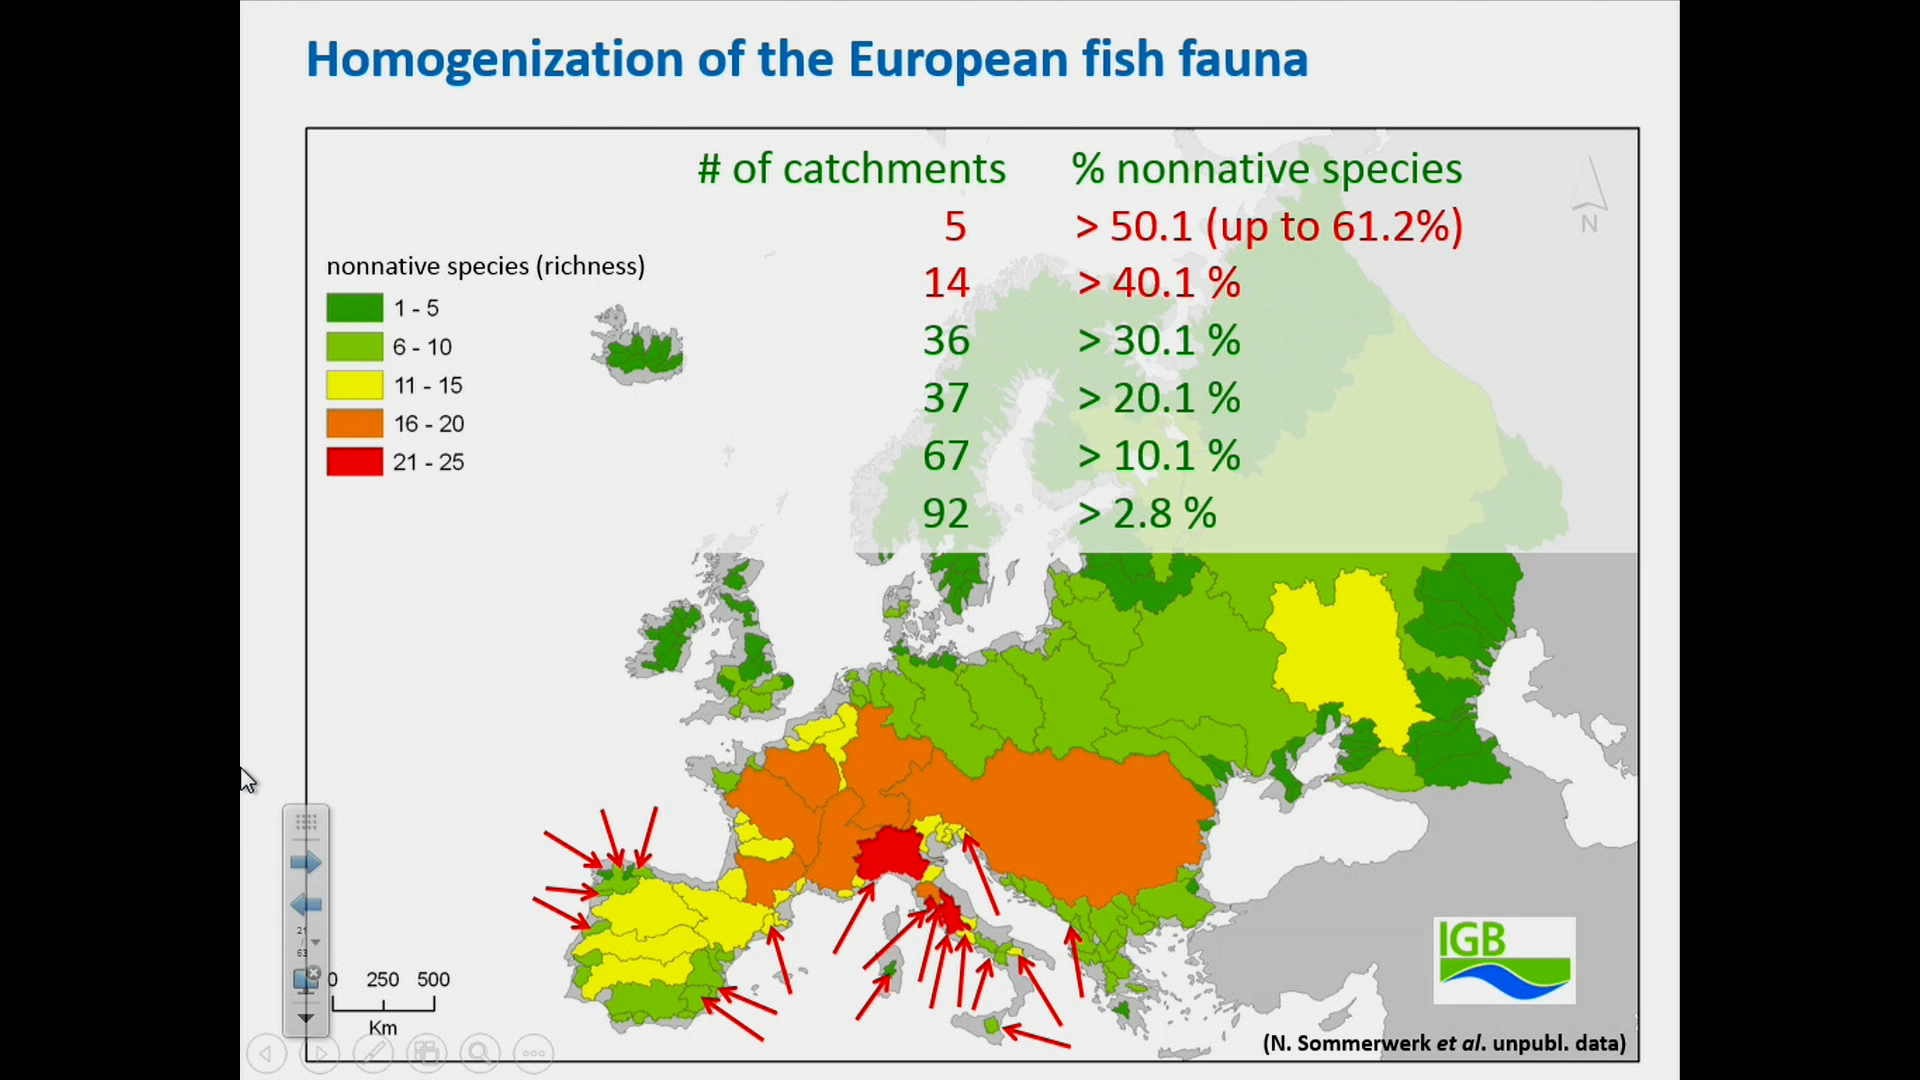 Homogenization of the European fish fauna
# of catchments % nonnative species
5 > 50.1 (up to 61.2%)
14 > 40.1 %
36 > 30.1 %
37 > 20.1 %
67 > 10.1 %
92 > 2.8 %
N
nonnative species (richness)
1 - 5
6 - 10
11 - 15
16 - 20
21 - 25
IGB
21
/
63
0 250 500
Km
(N. Sommerwerk et al. unpubl. data)